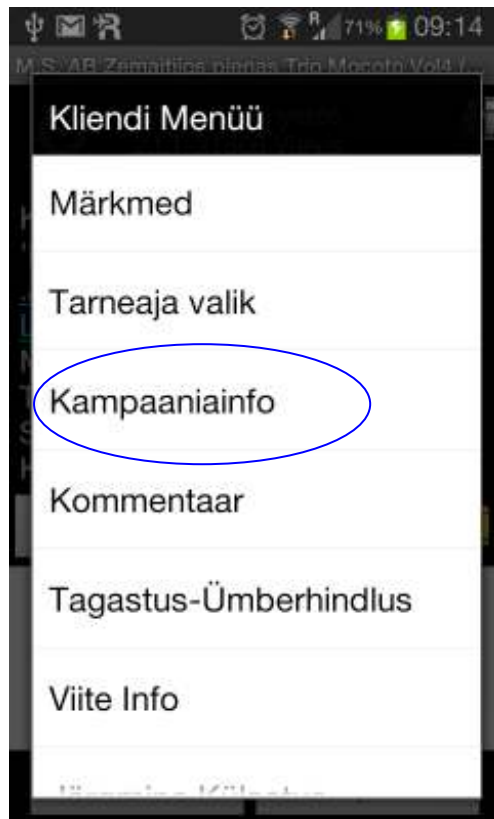 71% 09:14
Kliendi Menüü
Märkmed
Tarneaja valik
Kampaaniainfo
Kommentaar
Tagastus-Ümberhindlus
Viite Info